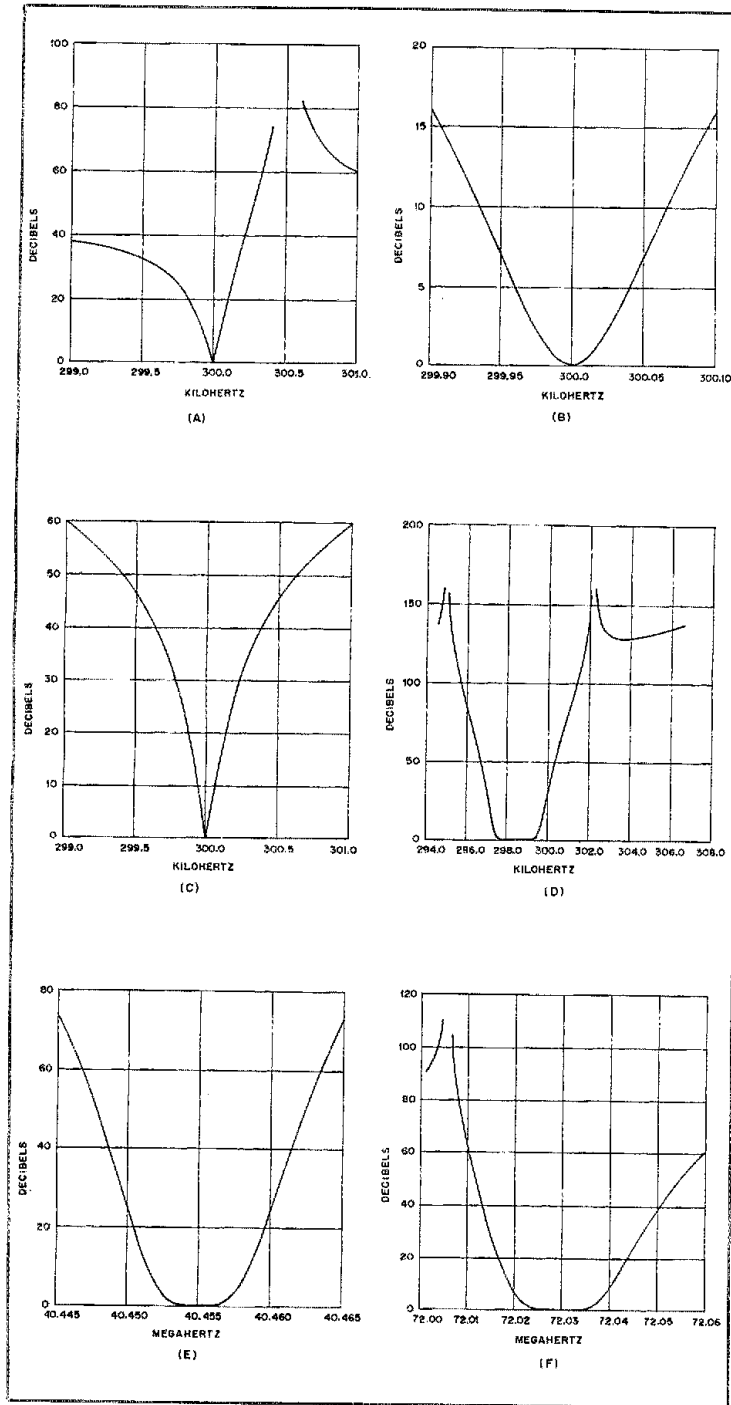 100
80
60
40
20
0
DECIBELS
299.0 299.5 300.0 300.5 301.0.
KILOHERTZ
(A)
20
15
10
5
0
DECIBELS
299.90 299.95 300.0 300.05 300.10
KILOHERTZ
(B)
60
50
40
30
20
10
0
DECIBELS
299.0 299.5 300.0 300.5 301.0
KILOHERTZ
(C)
200
150
100
50
0
DECIBELS
294.0 296.0 298.0 300.0 302.0 304.0 306.0 308.0
KILOHERTZ
(D)
80
60
40
20
0
DECIBELS
40.445 40.450 40.455 40.460 40.465
MEGAHERTZ
(E)
120
100
80
60
40
20
0
DECIBELS
72.00 72.01 72.02 72.03 72.04 72.05 72.06
MEGAHERTZ
(F)